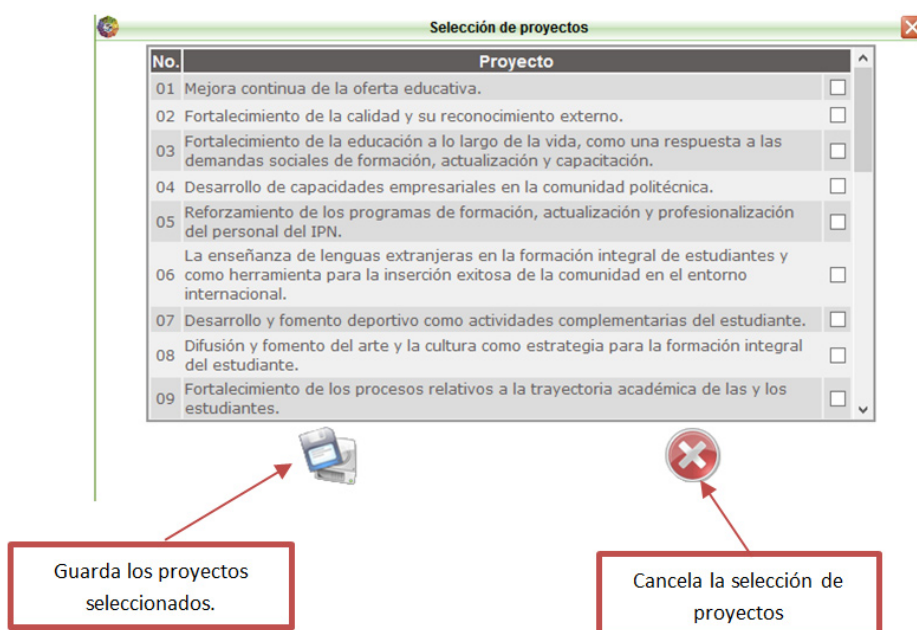 Selección de proyectos
No. Proyecto
01 Mejora continua de la oferta educativa.
02 Fortalecimiento de la calidad y su reconocimiento externo.
03 Fortalecimiento de la educación a lo largo de la vida, como una respuesta a las
demandas sociales de formación, actualización y capacitación.
04 Desarrollo de capacidades empresariales en la comunidad politécnica.
05 Reforzamiento de los programas de formación, actualización y profesionalización
del personal del IPN.
06 La enseñanza de lenguas extranjeras en la formación integral de estudiantes y
como herramienta para la inserción exitosa de la comunidad en el entorno
internacional.
07 Desarrollo y fomento deportivo como actividades complementarias del estudiante.
08 Difusión y fomento del arte y la cultura como estrategia para la formación integral
del estudiante.
09 Fortalecimiento de los procesos relativos a la trayectoria académica de las y los
estudiantes.
Guarda los proyectos
seleccionados.
Cancela la selección de
proyectos